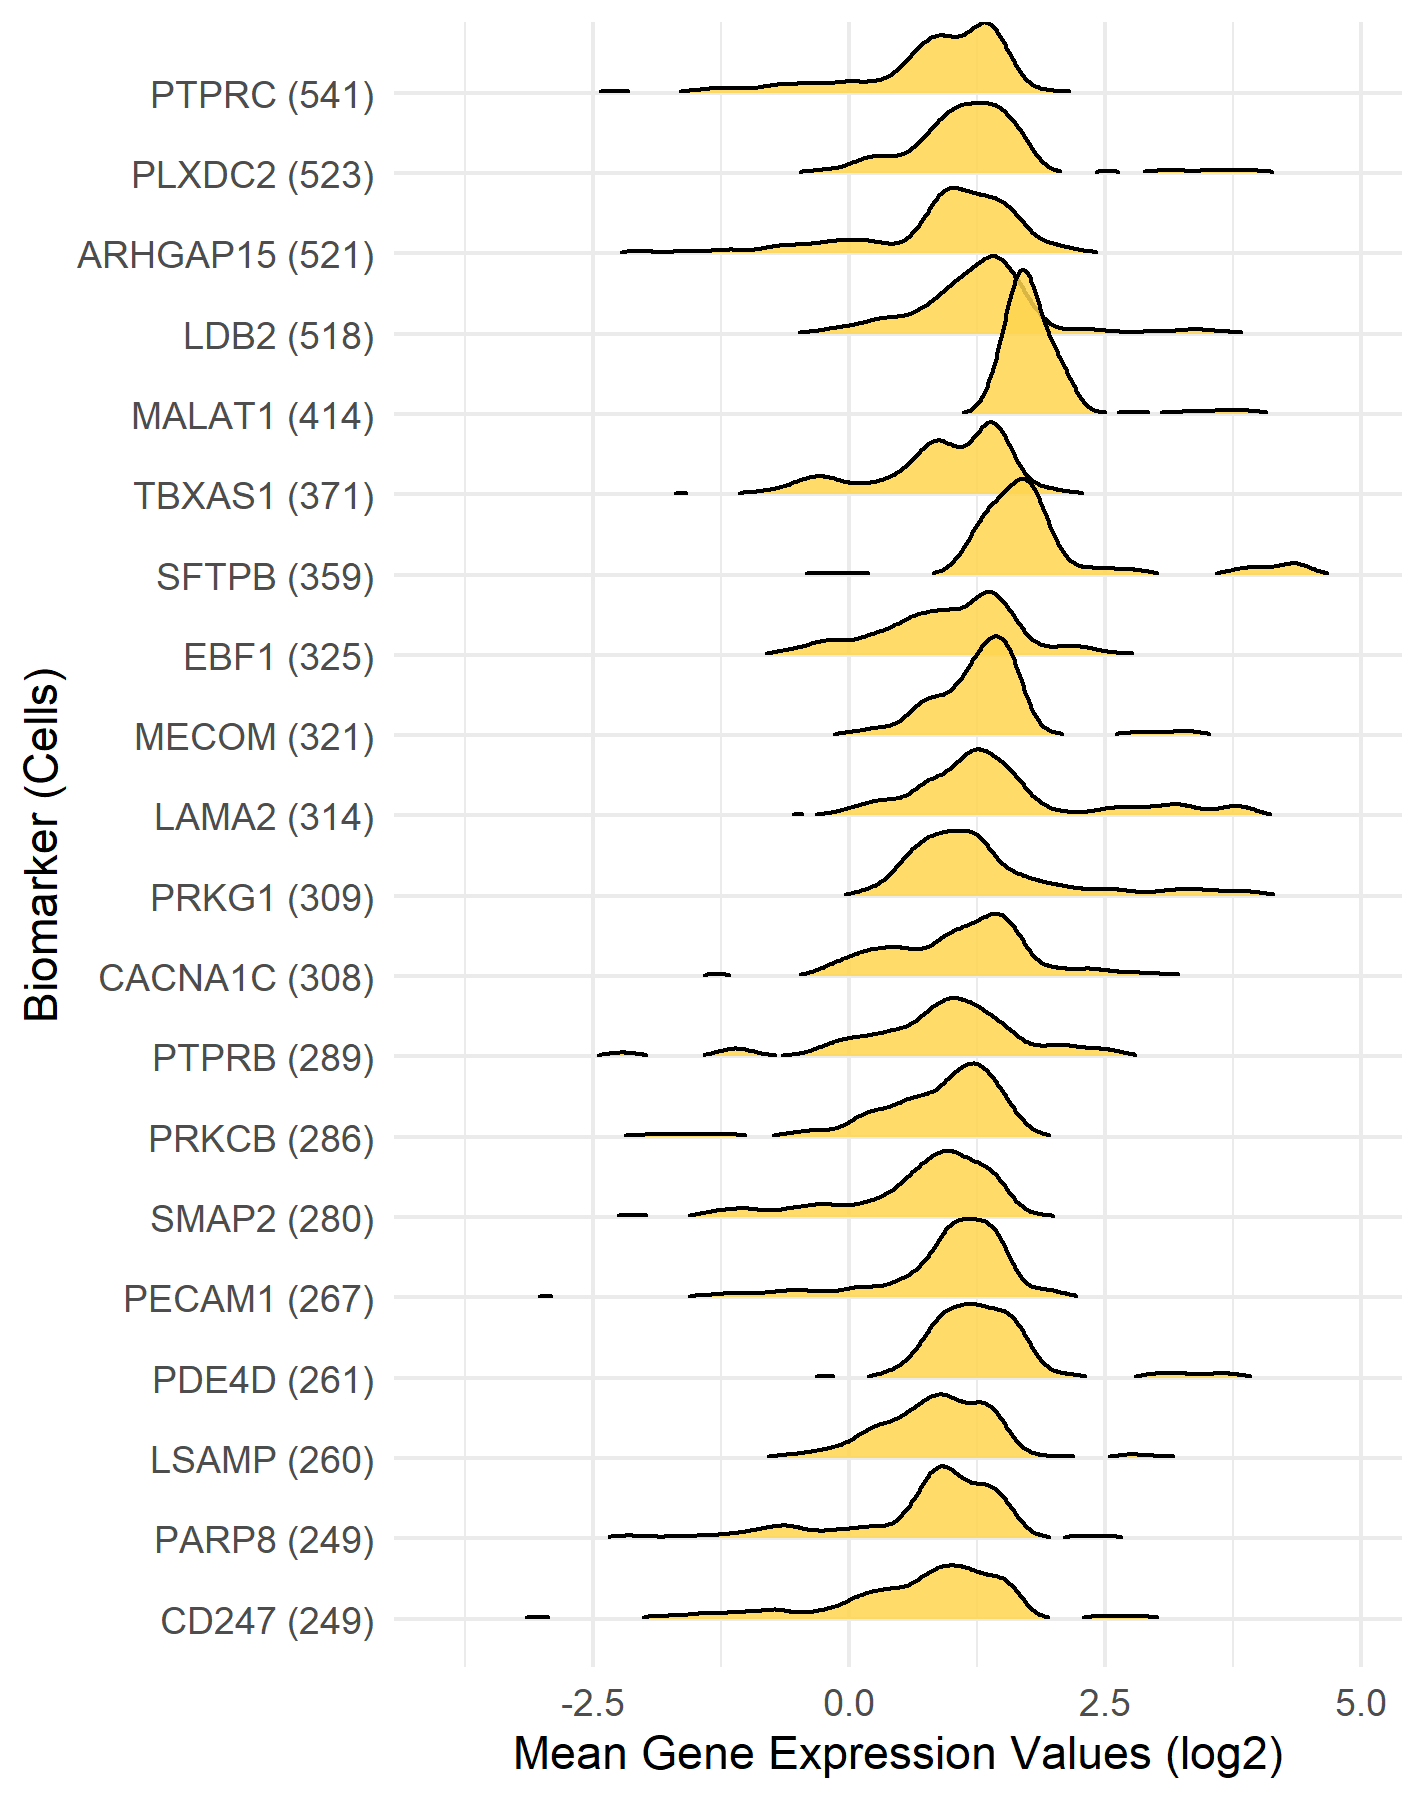 PTPRC (541)
PLXDC2 (523)
ARHGAP15 (521)
LDB2 (518)
MALAT1 (414)
TBXAS1 (371)
SFTPB (359)
EBF1 (325)
MECOM (321)
LAMA2 (314)
PRKG1 (309)
CACNA1C (308)
PTPRB (289)
PRKCB (286)
SMAP2 (280)
PECAM1 (267)
PDE4D (261)
LSAMP (260)
PARP8 (249)
CD247 (249)
Biomarker (Cells)
-2.5 0.0 2.5 5.0
Mean Gene Expression Values (log2)